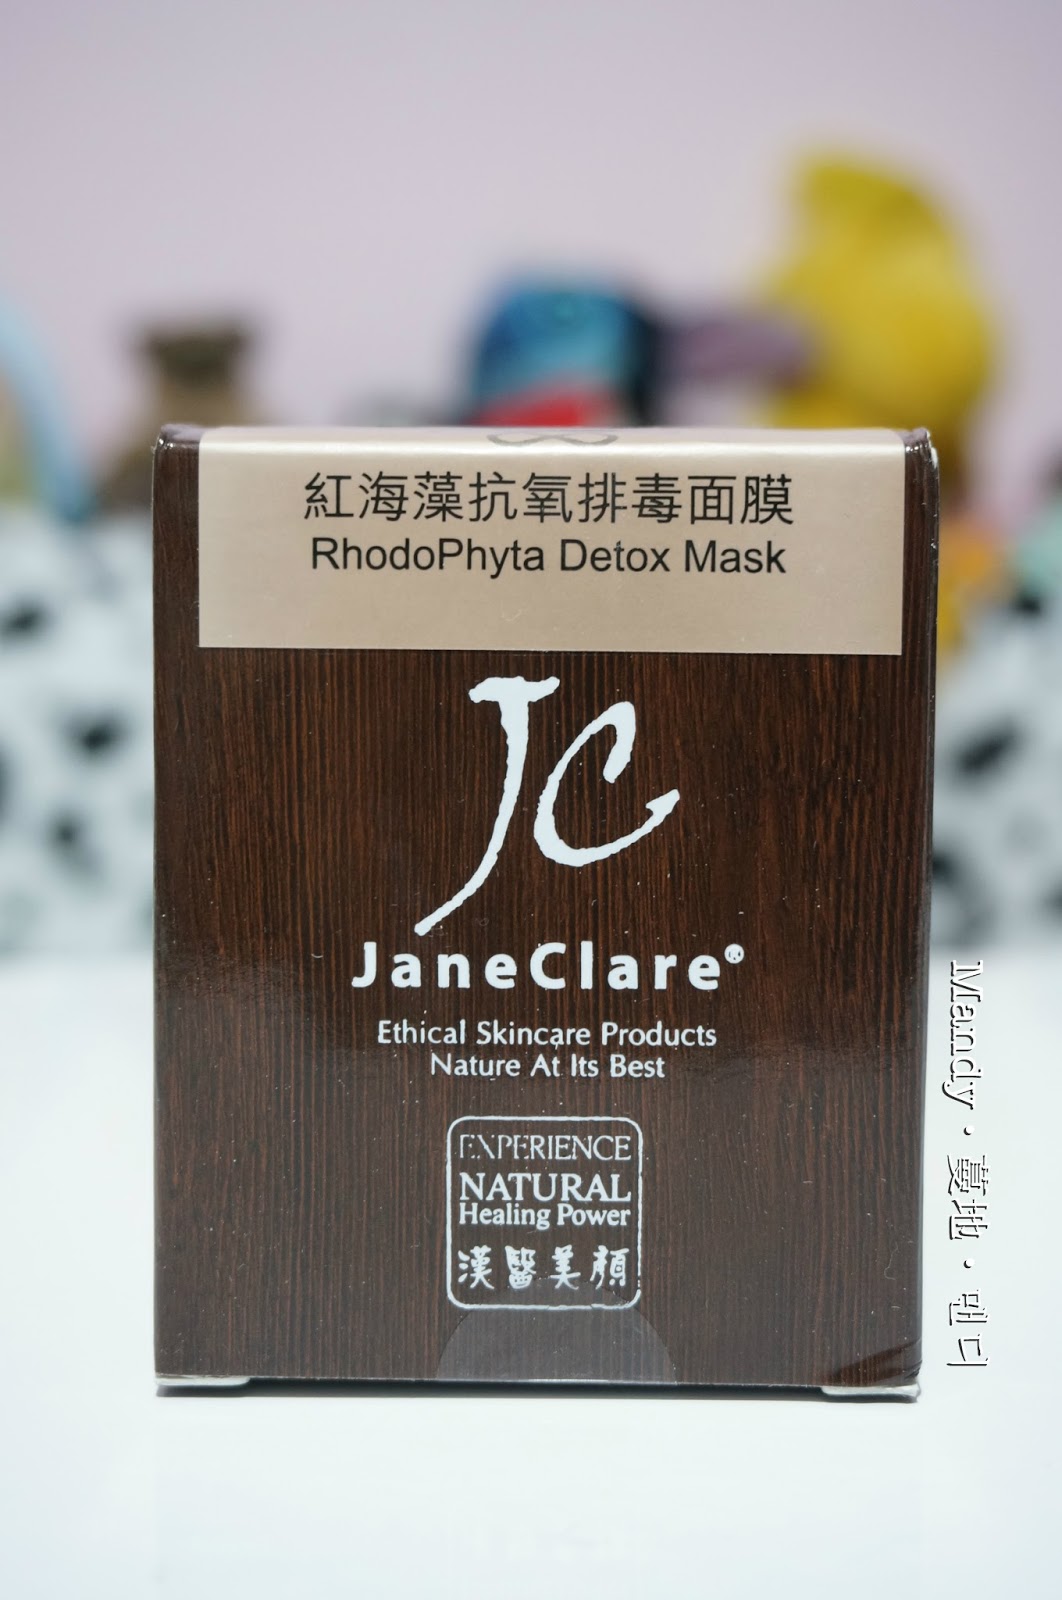 紅海藻抗氧排毒面膜
RhodoPhyta Detox Mask
JC
JaneClare®
Ethical Skincare Products
Nature At Its Best
EXPERIENCE
NATURAL
Healing Power
漢醫美顏
Mandy·蔓地·맨디